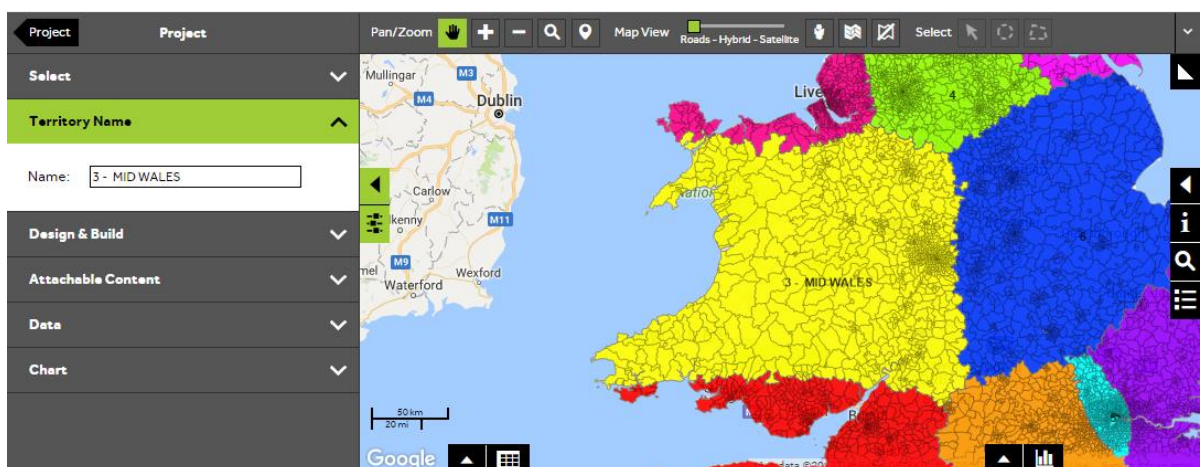 Project
Project
Pan/Zoom
Map View
Roads - Hybrid - Satellite
Select
Select
Territory Name
Name:
3 - MID WALES
Design & Build
Attachable Content
Data
Chart
Mullingar
M3
M4
Dublin
Carlow
kenny
M11
M9
Wexford
Waterford
50 km
20 mi
Google
Live
4
6
3 - MID WALES